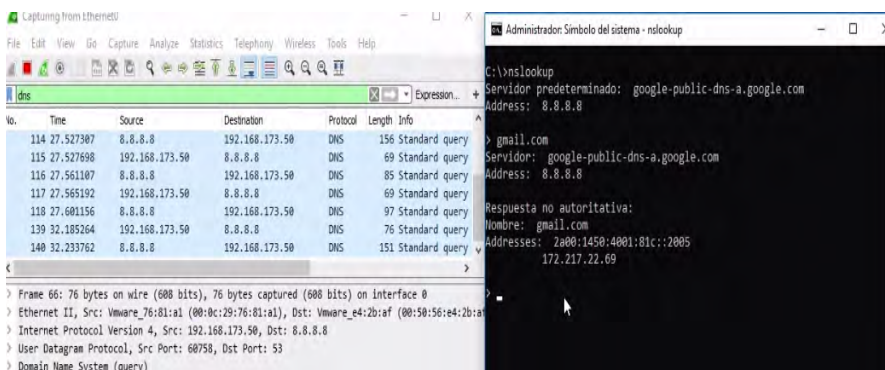 Capturing from Ethernet0
File Edit View Go Capture Analyze Statistics Telephony Wireless Tools Help
dns
Expression... +
No. Time Source Destination Protocol Length Info
114 27.527307 8.8.8.8 192.168.173.50 DNS 156 Standard query
115 27.527698 192.168.173.50 8.8.8.8 DNS 69 Standard query
116 27.561107 8.8.8.8 192.168.173.50 DNS 85 Standard query
117 27.565192 192.168.173.50 8.8.8.8 DNS 69 Standard query
118 27.601156 8.8.8.8 192.168.173.50 DNS 97 Standard query
139 32.185264 192.168.173.50 8.8.8.8 DNS 76 Standard query
140 32.233762 8.8.8.8 192.168.173.50 DNS 151 Standard query
> Frame 66: 76 bytes on wire (608 bits), 76 bytes captured (608 bits) on interface 0
> Ethernet II, Src: Vmware_76:81:a1 (00:0c:29:76:81:a1), Dst: Vmware_e4:2b:af (00:50:56:e4:2b:af
> Internet Protocol Version 4, Src: 192.168.173.50, Dst: 8.8.8.8
> User Datagram Protocol, Src Port: 60758, Dst Port: 53
> Domain Name System (query)
Administrador: Símbolo del sistema - nslookup
C:\>nslookup
Servidor predeterminado: google-public-dns-a.google.com
Address: 8.8.8.8
> gmail.com
Servidor: google-public-dns-a.google.com
Address: 8.8.8.8
Respuesta no autoritativa:
Nombre: gmail.com
Addresses: 2a00:1450:4001:81c::2005
172.217.22.69
>